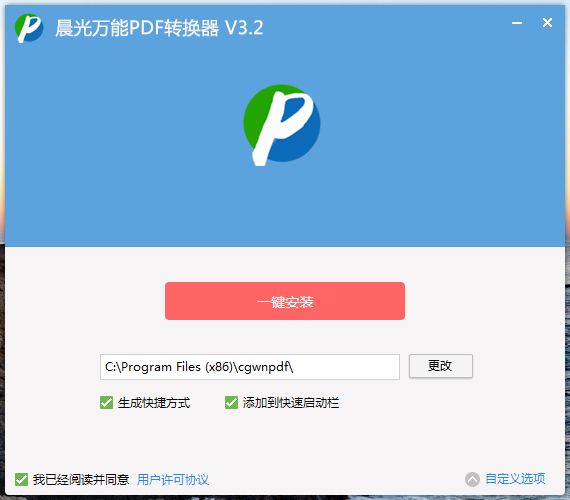 晨光万能PDF转换器 V3.2
一键安装
C:\Program Files (x86)\cgwnpdf\
更改
生成快捷方式
添加到快速启动栏
我已经阅读并同意 用户许可协议
自定义选项